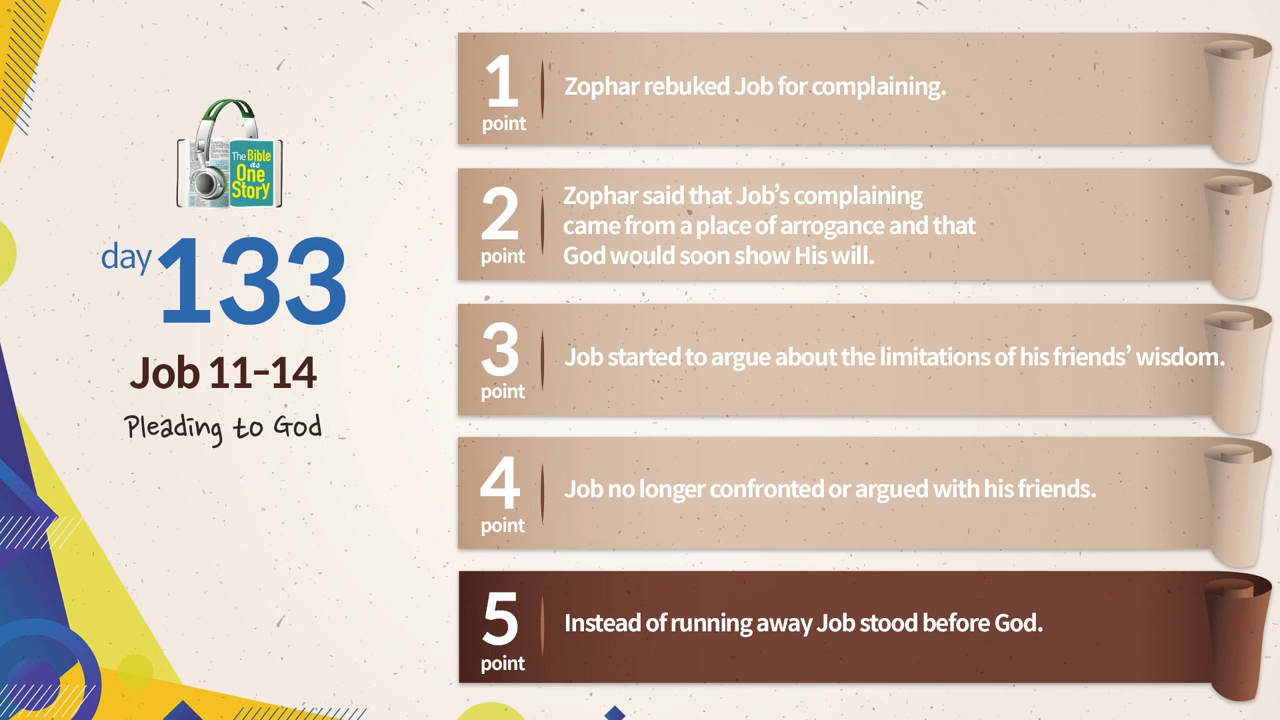 The Bible
as
One
Story
day 133
Job 11-14
Pleading to God
1
point
Zophar rebuked Job for complaining.
2
point
Zophar said that Job’s complaining
came from a place of arrogance and that
God would soon show His will.
3
point
Job started to argue about the limitations of his friends’ wisdom.
4
point
Job no longer confronted or argued with his friends.
5
point
Instead of running away Job stood before God.